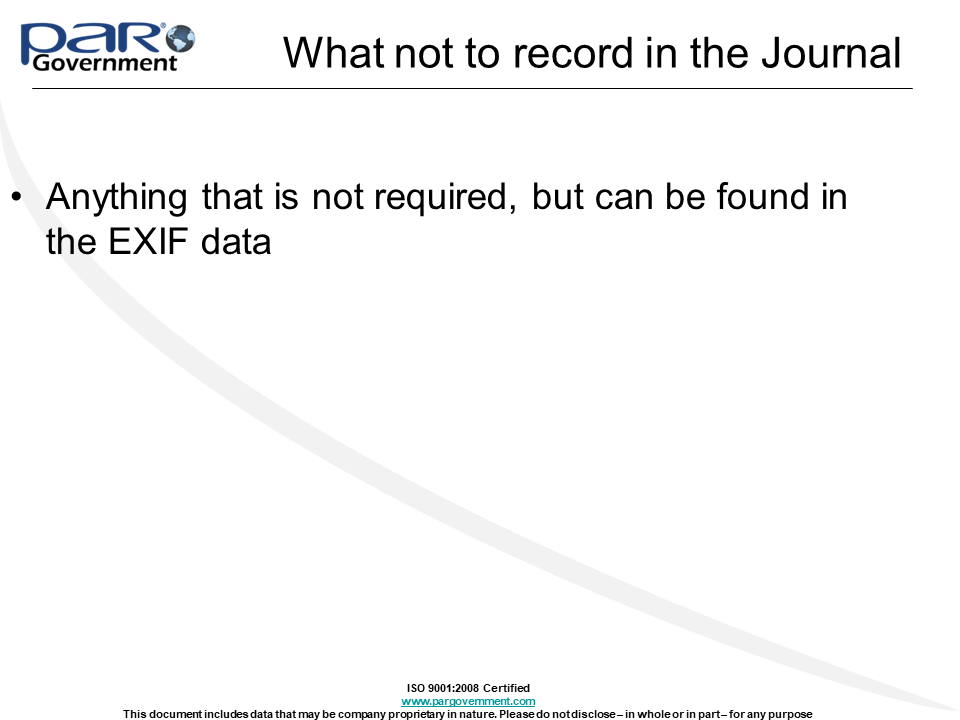 PAR®
Government
What not to record in the Journal
• Anything that is not required, but can be found in
the EXIF data
ISO 9001:2008 Certified
www.pargovernment.com
This document includes data that may be company proprietary in nature. Please do not disclose – in whole or in part – for any purpose